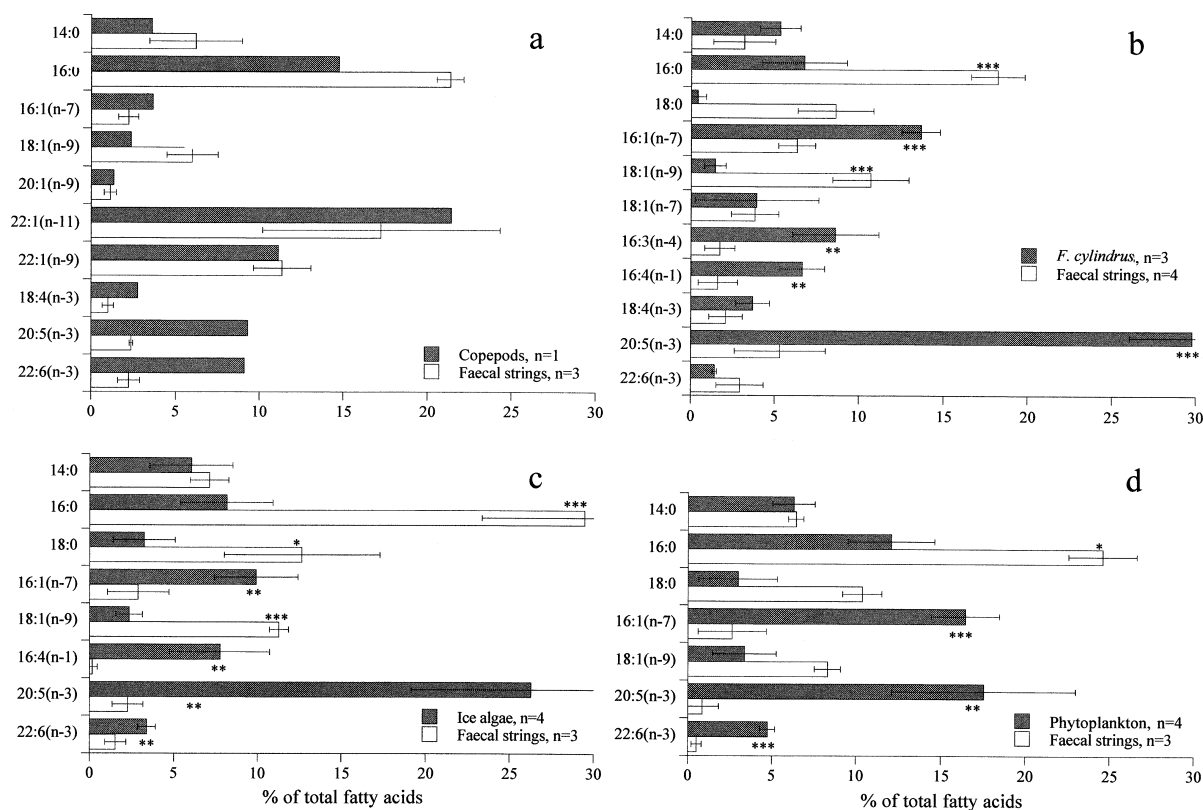 a
14:0
16:0
16:1(n-7)
18:1(n-9)
20:1(n-9)
22:1(n-11)
22:1(n-9)
18:4(n-3)
20:5(n-3)
22:6(n-3)
Copepods, n=1
Faecal strings, n=3
0 5 10 15 20 25 30
b
14:0
16:0 ***
18:0
16:1(n-7)
***
18:1(n-9) ***
18:1(n-7)
16:3(n-4)
**
16:4(n-1)
**
18:4(n-3)
20:5(n-3)
***
22:6(n-3)
F. cylindrus, n=3
Faecal strings, n=4
0 5 10 15 20 25 30
c
14:0
16:0 ***
18:0 *
16:1(n-7)
**
18:1(n-9) ***
16:4(n-1)
**
20:5(n-3)
**
22:6(n-3)
**
Ice algae, n=4
Faecal strings, n=3
0 5 10 15 20 25 30
% of total fatty acids
d
14:0
16:0 *
18:0
16:1(n-7)
***
18:1(n-9)
20:5(n-3)
**
22:6(n-3)
***
Phytoplankton, n=4
Faecal strings, n=3
0 5 10 15 20 25 30
% of total fatty acids